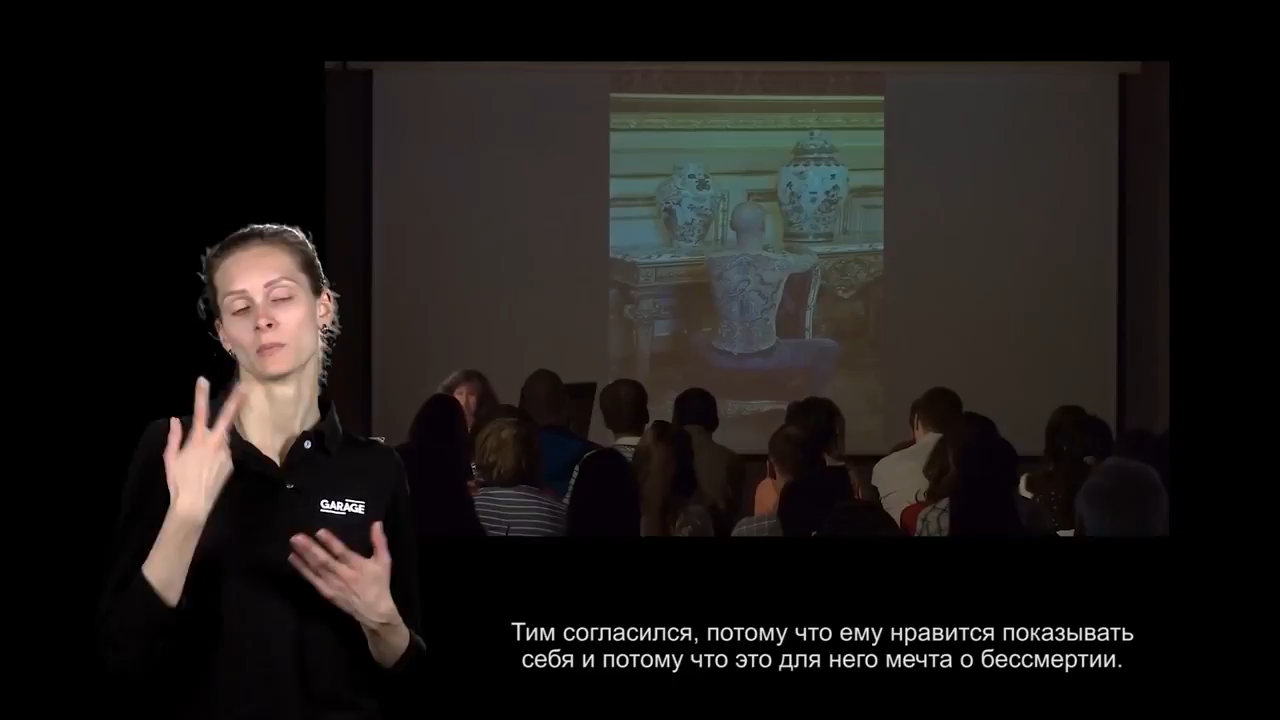 GARAGE
Тим согласился, потому что ему нравится показывать
себя и потому что это для него мечта о бессмертии.